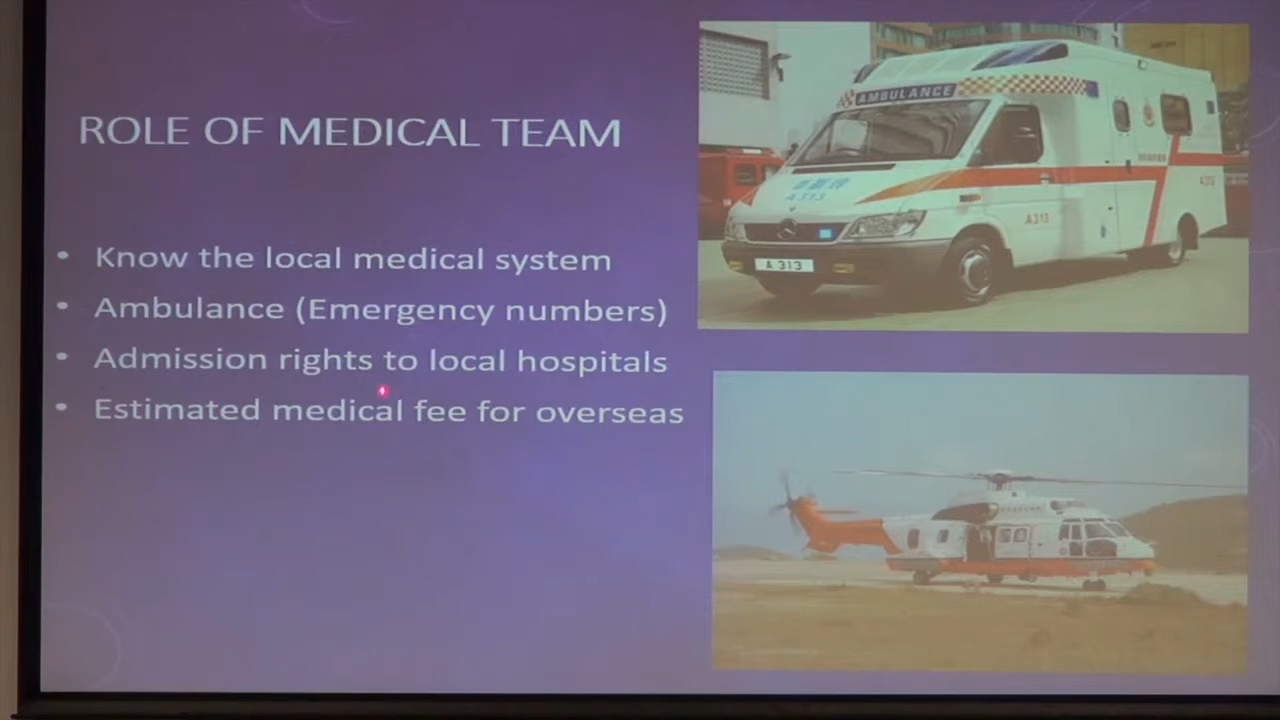 ROLE OF MEDICAL TEAM
• Know the local medical system
• Ambulance (Emergency numbers)
• Admission rights to local hospitals
• Estimated medical fee for overseas
AMBULANCE
A 313
A313
A 313